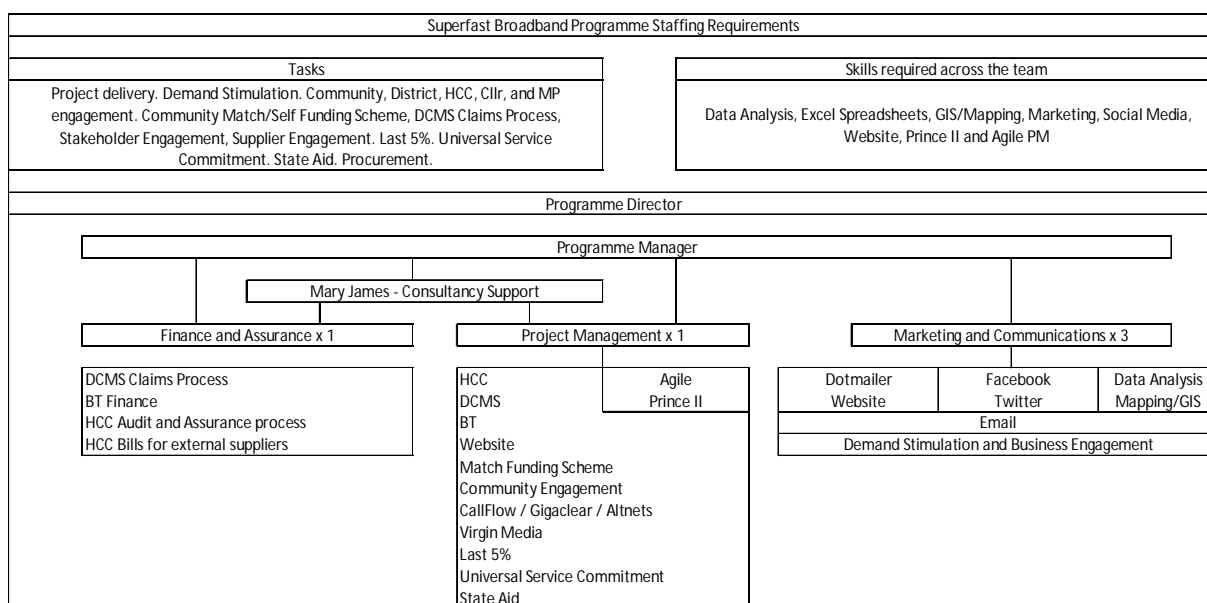 Superfast Broadband Programme Staffing Requirements
Tasks
Project delivery. Demand Stimulation. Community, District, HCC, Cllr, and MP
engagement. Community Match/Self Funding Scheme, DCMS Claims Process,
Stakeholder Engagement, Supplier Engagement. Last 5%. Universal Service
Commitment. State Aid. Procurement.
Skills required across the team
Data Analysis, Excel Spreadsheets, GIS/Mapping, Marketing, Social Media,
Website, Prince II and Agile PM
Programme Director
Programme Manager
Mary James - Consultancy Support
Finance and Assurance x 1
DCMS Claims Process
BT Finance
HCC Audit and Assurance process
HCC Bills for external suppliers
Project Management x 1
HCC
DCMS
BT
Website
Match Funding Scheme
Community Engagement
CallFlow / Gigaclear / Altnets
Virgin Media
Last 5%
Universal Service Commitment
State Aid
Agile
Prince II
Marketing and Communications x 3
Dotmailer
Website
Facebook
Twitter
Data Analysis
Mapping/GIS
Email
Demand Stimulation and Business Engagement